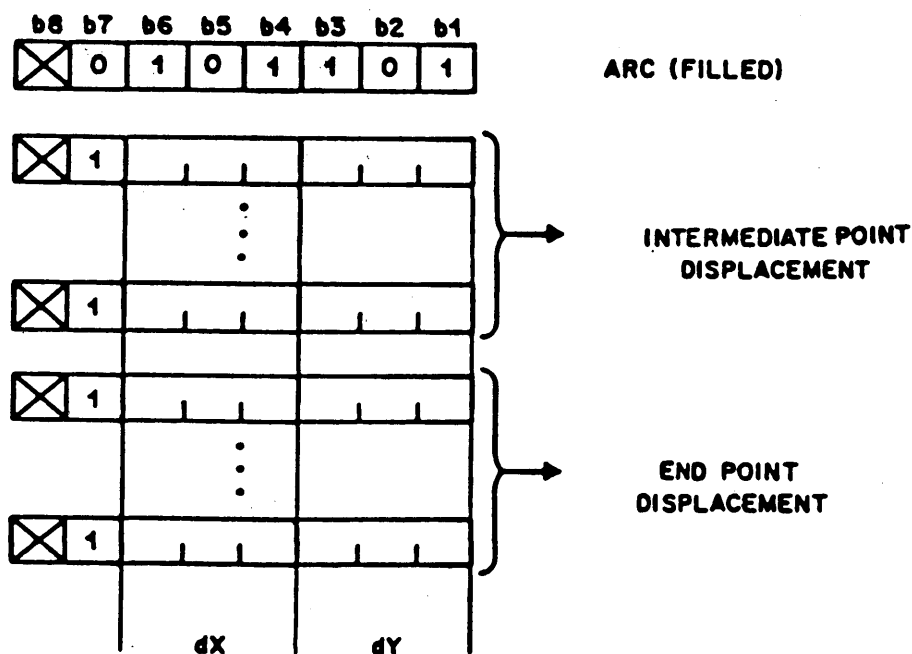 b8 b7 b6 b5 b4 b3 b2 b1
0 1 0 1 1 0 1 ARC (FILLED)
1
1
INTERMEDIATE POINT
DISPLACEMENT
1
1
END POINT
DISPLACEMENT
dX dY